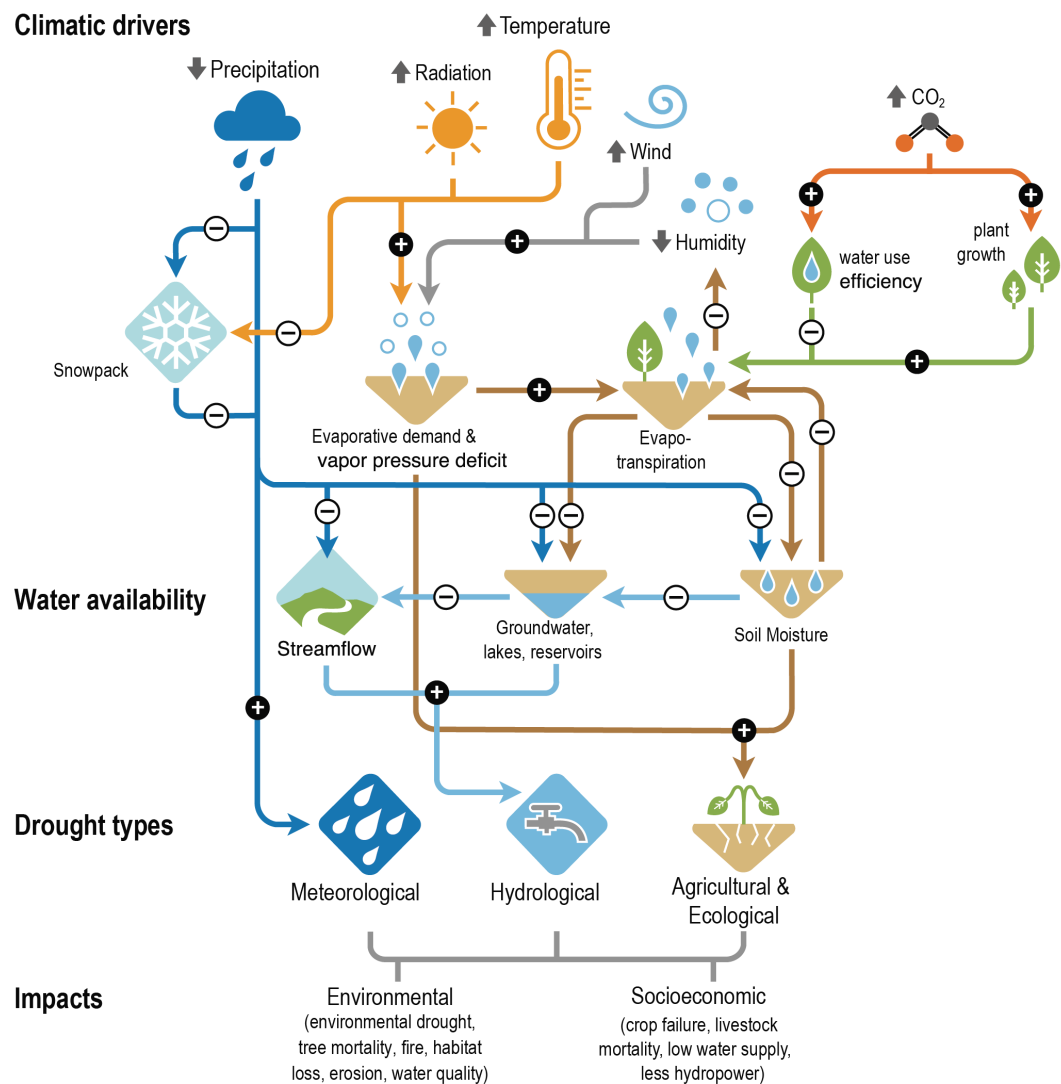 Climatic drivers
Temperature
Precipitation
Radiation
CO₂
Wind
Humidity
plant
growth
water use
efficiency
Snowpack
Evaporative demand &
vapor pressure deficit
Evapo-
transpiration
Water availability
Streamflow
Groundwater,
lakes, reservoirs
Soil Moisture
Drought types
Meteorological
Hydrological
Agricultural &
Ecological
Impacts
Environmental
(environmental drought,
tree mortality, fire, habitat
loss, erosion, water quality)
Socioeconomic
(crop failure, livestock
mortality, low water supply,
less hydropower)